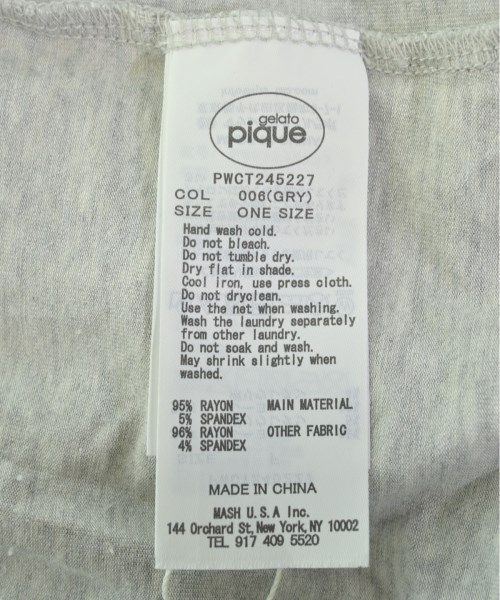 gelato
pique
PWCT245227
COL 006(GRY)
SIZE ONE SIZE
Hand wash cold.
Do not bleach.
Do not tumble dry.
Dry flat in shade.
Cool iron, use press cloth.
Do not dryclean.
Use the net when washing.
Wash the laundry separately
from other laundry.
Do not soak and wash.
May shrink slightly when
washed.
95% RAYON MAIN MATERIAL
5% SPANDEX
96% RAYON OTHER FABRIC
4% SPANDEX
MADE IN CHINA
MASH U.S.A Inc.
144 Orchard St, New York, NY 10002
TEL 917 409 5520